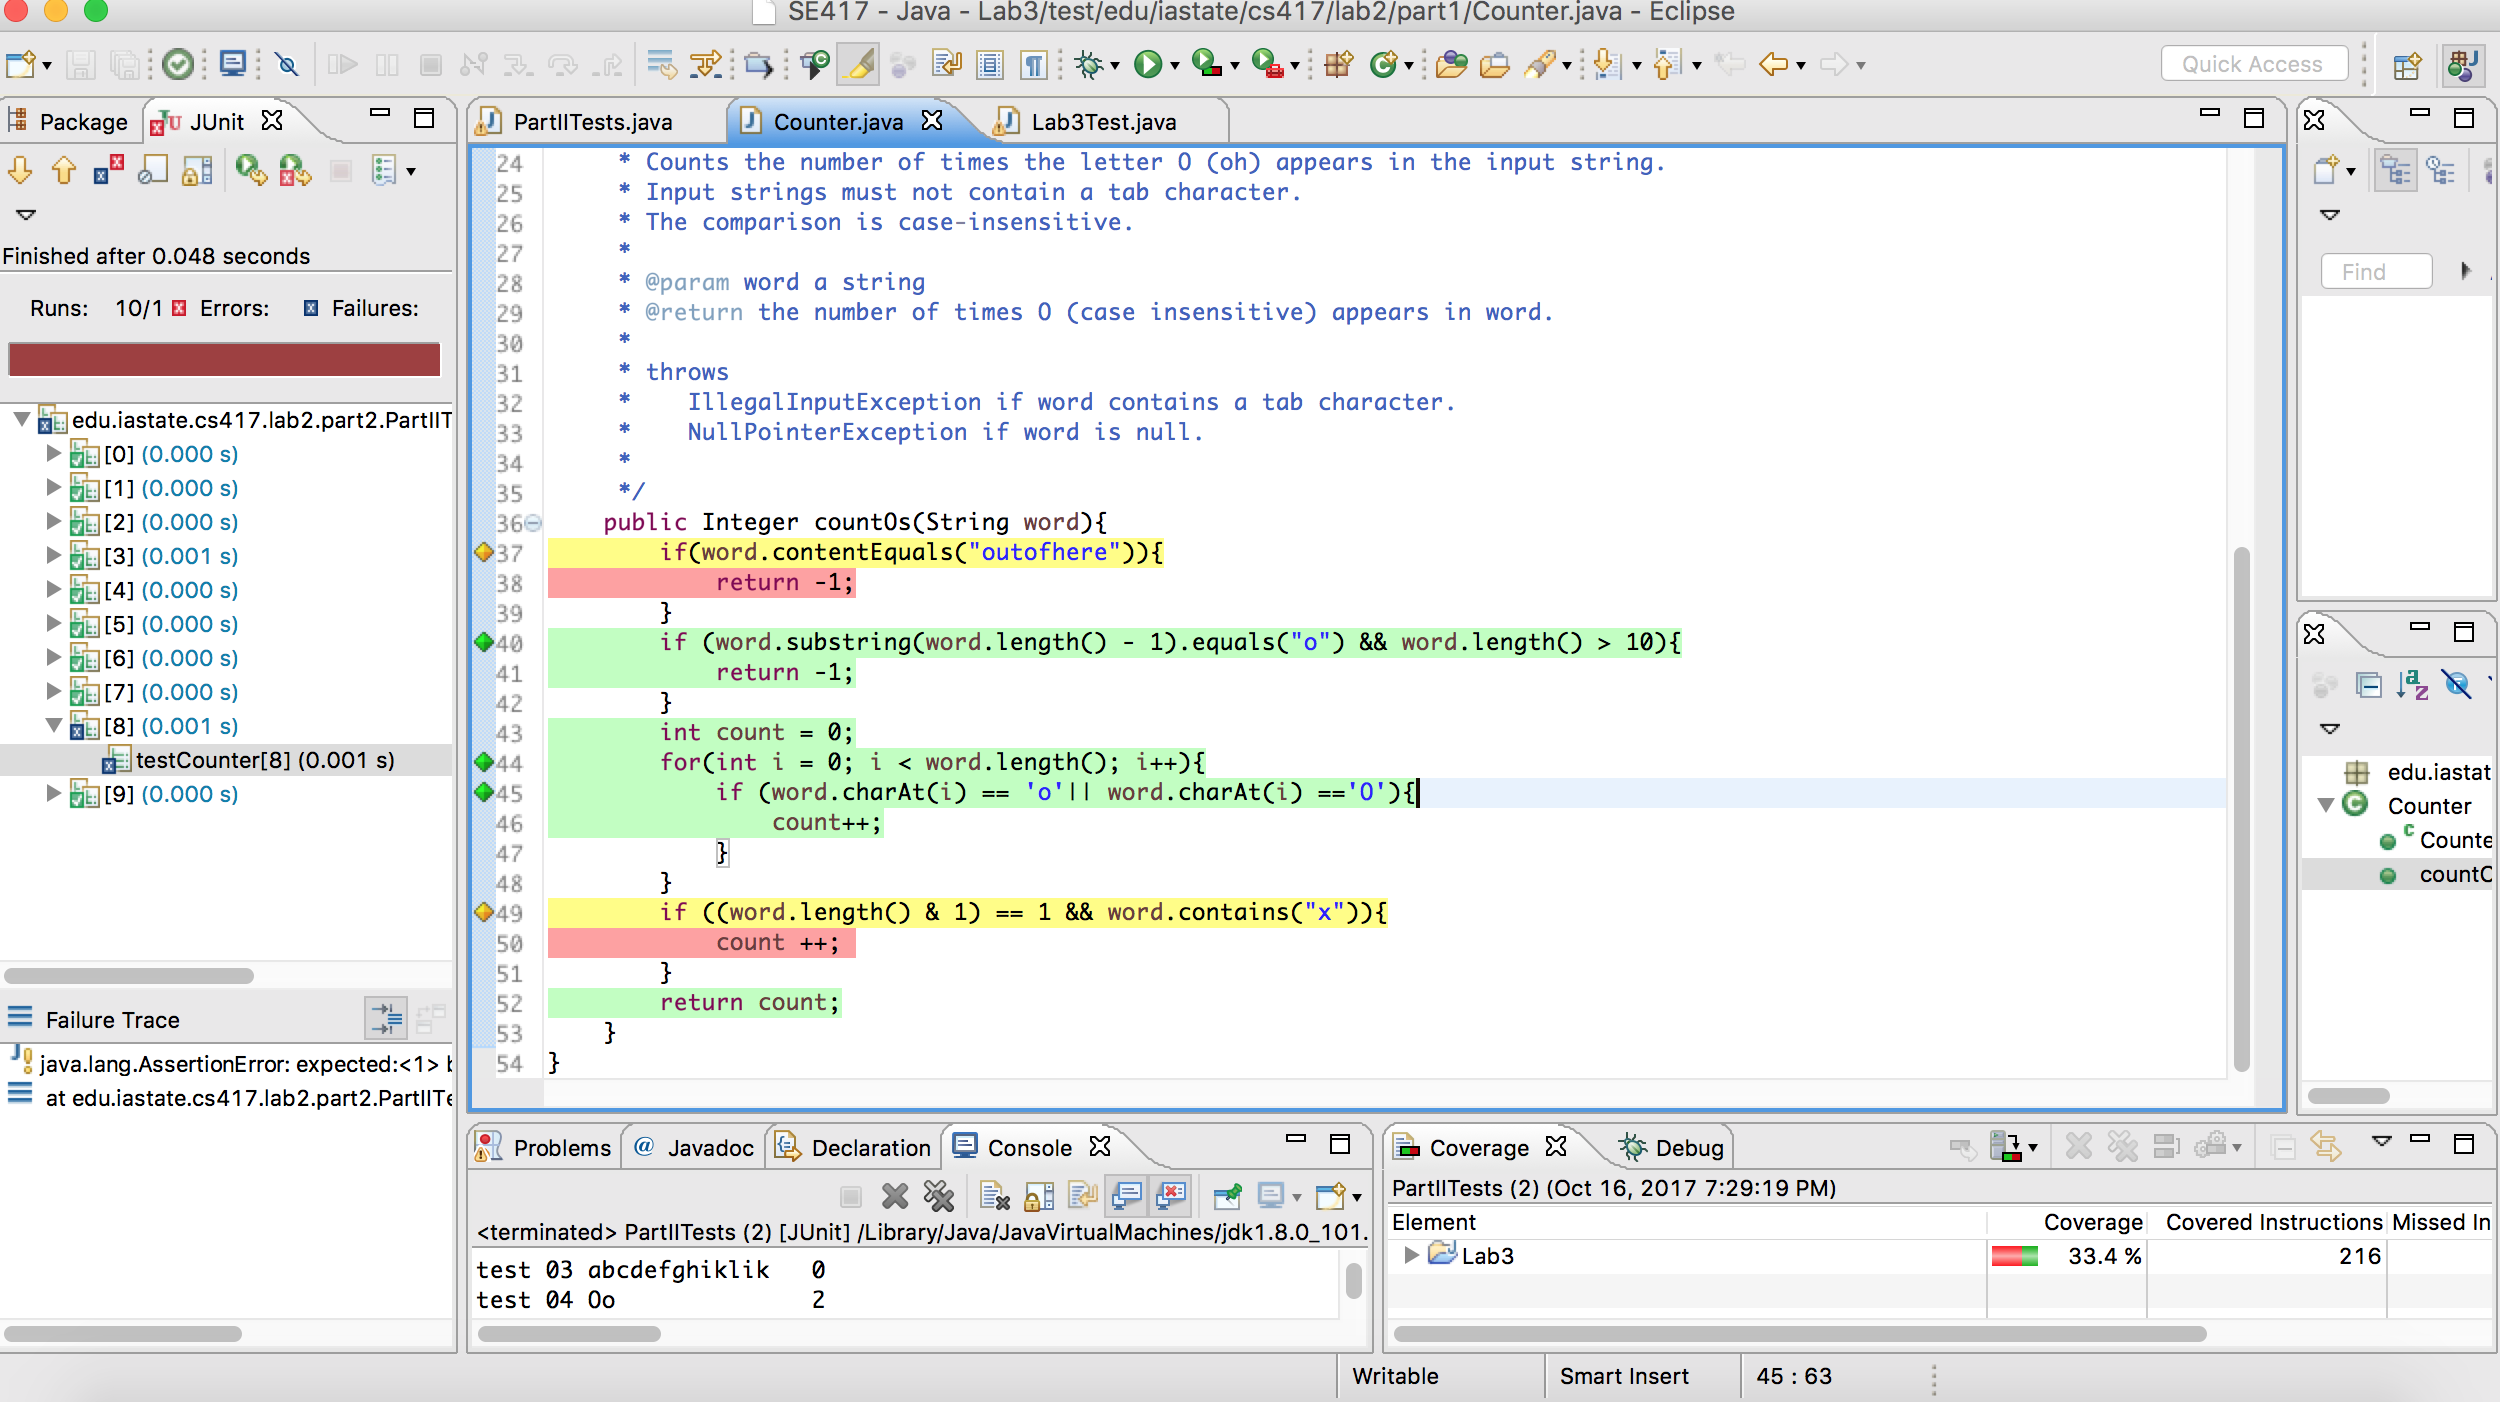 SE417 - Java - Lab3/test/edu/iastate/cs417/lab2/part1/Counter.java - Eclipse
Quick Access
Package
JUnit
PartIITests.java
Counter.java
Lab3Test.java
Finished after 0.048 seconds
Runs: 10/1 Errors: Failures:
edu.iastate.cs417.lab2.part2.PartIIT
[0] (0.000 s)
[1] (0.000 s)
[2] (0.000 s)
[3] (0.001 s)
[4] (0.000 s)
[5] (0.000 s)
[6] (0.000 s)
[7] (0.000 s)
[8] (0.001 s)
testCounter[8] (0.001 s)
[9] (0.000 s)
Failure Trace
java.lang.AssertionError: expected:<1> b
at edu.iastate.cs417.lab2.part2.PartIITe
24 * Counts the number of times the letter O (oh) appears in the input string.
25 * Input strings must not contain a tab character.
26 * The comparison is case-insensitive.
27 *
28 * @param word a string
29 * @return the number of times O (case insensitive) appears in word.
30 *
31 * throws
32 * IllegalInputException if word contains a tab character.
33 * NullPointerException if word is null.
34 *
35 */
36 public Integer countOs(String word){
37 if(word.contentEquals("outofhere")){
38 return -1;
39 }
40 if (word.substring(word.length() - 1).equals("o") && word.length() > 10){
41 return -1;
42 }
43 int count = 0;
44 for(int i = 0; i < word.length(); i++){
45 if (word.charAt(i) == 'o'|| word.charAt(i) =='O'){
46 count++;
47 }
48 }
49 if ((word.length() & 1) == 1 && word.contains("x")){
50 count ++;
51 }
52 return count;
53 }
54 }
Find
edu.iastat
Counter
Counte
countO
Problems
Javadoc
Declaration
Console
<terminated> PartIITests (2) [JUnit] /Library/Java/JavaVirtualMachines/jdk1.8.0_101.
test 03 abcdefghiklik 0
test 04 Oo 2
Coverage
Debug
PartIITests (2) (Oct 16, 2017 7:29:19 PM)
Element Coverage Covered Instructions Missed In
Lab3 33.4 % 216
Writable
Smart Insert
45 : 63